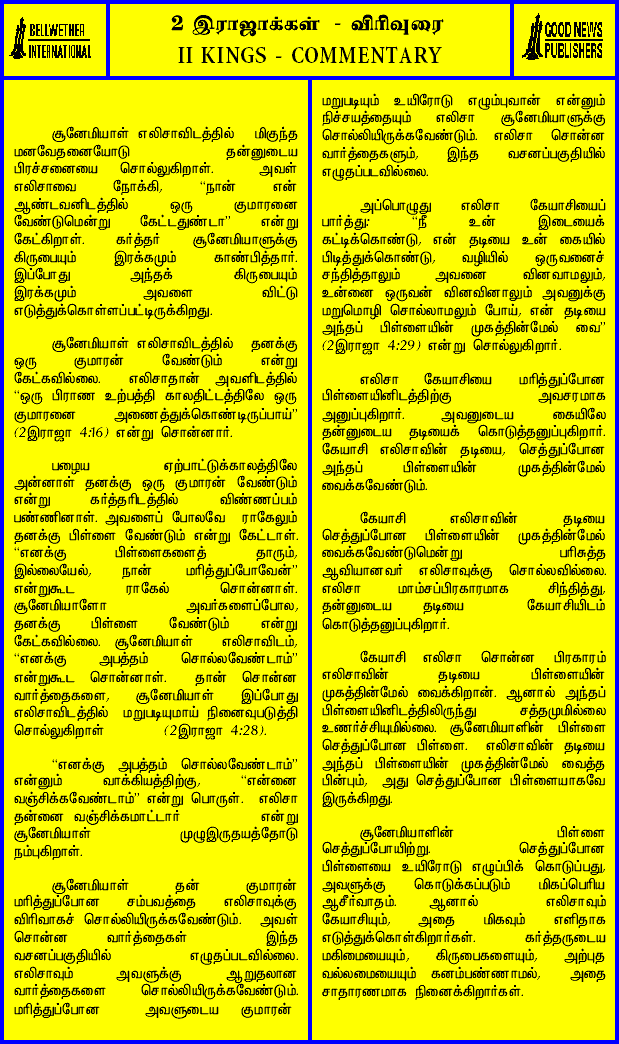 BELLWETHER
INTERNATIONAL
2 இராஜாக்கள் - விரிவுரை
II KINGS - COMMENTARY
GOOD NEWS
PUBLISHERS
சூனேமியாள் எலிசாவிடத்தில் மிகுந்த
மனவேதனையோடு தன்னுடைய
பிரச்சனையை சொல்லுகிறாள். அவள்
எலிசாவை நோக்கி, “நான் என்
ஆண்டவனிடத்தில் ஒரு குமாரனை
வேண்டுமென்று கேட்டதுண்டா” என்று
கேட்கிறாள். கர்த்தர் சூனேமியாளுக்கு
கிருபையும் இரக்கமும் காண்பித்தார்.
இப்போது அந்தக் கிருபையும்
இரக்கமும் அவளை விட்டு
எடுத்துக்கொள்ளப்பட்டிருக்கிறது.
சூனேமியாள் எலிசாவிடத்தில் தனக்கு
ஒரு குமாரன் வேண்டும் என்று
கேட்கவில்லை. எலிசாதான் அவளிடத்தில்
“ஒரு பிராண உற்பத்தி காலதிட்டத்திலே ஒரு
குமாரனை அணைத்துக்கொண்டிருப்பாய்”
(2இராஜா 4:16) என்று சொன்னார்.
பழைய ஏற்பாட்டுக்காலத்திலே
அன்னாள் தனக்கு ஒரு குமாரன் வேண்டும்
என்று கர்த்தரிடத்தில் விண்ணப்பம்
பண்ணினாள். அவளைப் போலவே ராகேலும்
தனக்கு பிள்ளை வேண்டும் என்று கேட்டாள்.
“எனக்கு பிள்ளைகளைத் தாரும்,
இல்லையேல், நான் மரித்துப்போவேன்”
என்றுகூட ராகேல் சொன்னாள்.
சூனேமியாளோ அவர்களைப்போல,
தனக்கு பிள்ளை வேண்டும் என்று
கேட்கவில்லை. சூனேமியாள் எலிசாவிடம்,
“எனக்கு அபத்தம் சொல்லவேண்டாம்”
என்றுகூட சொன்னாள். தான் சொன்ன
வார்த்தைகளை, சூனேமியாள் இப்போது
எலிசாவிடத்தில் மறுபடியுமாய் நினைவுபடுத்தி
சொல்லுகிறாள் (2இராஜா 4:28).
“எனக்கு அபத்தம் சொல்லவேண்டாம்”
என்னும் வாக்கியத்திற்கு, “என்னை
வஞ்சிக்கவேண்டாம்” என்று பொருள். எலிசா
தன்னை வஞ்சிக்கமாட்டார் என்று
சூனேமியாள் முழுஇருதயத்தோடு
நம்புகிறாள்.
சூனேமியாள் தன் குமாரன்
மரித்துப்போன சம்பவத்தை எலிசாவுக்கு
விரிவாகச் சொல்லியிருக்கவேண்டும். அவள்
சொன்ன வார்த்தைகள் இந்த
வசனப்பகுதியில் எழுதப்படவில்லை.
எலிசாவும் அவளுக்கு ஆறுதலான
வார்த்தைகளை சொல்லியிருக்கவேண்டும்.
மரித்துப்போன அவளுடைய குமாரன்
மறுபடியும் உயிரோடு எழும்புவான் என்னும்
நிச்சயத்தையும் எலிசா சூனேமியாளுக்கு
சொல்லியிருக்கவேண்டும். எலிசா சொன்ன
வார்த்தைகளும், இந்த வசனப்பகுதியில்
எழுதப்படவில்லை.
அப்பொழுது எலிசா கேயாசியைப்
பார்த்து: “நீ உன் இடையைக்
கட்டிக்கொண்டு, என் தடியை உன் கையில்
பிடித்துக்கொண்டு, வழியில் ஒருவனைச்
சந்தித்தாலும் அவனை வினவாமலும்,
உன்னை ஒருவன் வினவினாலும் அவனுக்கு
மறுமொழி சொல்லாமலும் போய், என் தடியை
அந்தப் பிள்ளையின் முகத்தின்மேல் வை”
(2இராஜா 4:29) என்று சொல்லுகிறார்.
எலிசா கேயாசியை மரித்துப்போன
பிள்ளையினிடத்திற்கு அவசரமாக
அனுப்புகிறார். அவனுடைய கையிலே
தன்னுடைய தடியைக் கொடுத்தனுப்புகிறார்.
கேயாசி எலிசாவின் தடியை, செத்துப்போன
அந்தப் பிள்ளையின் முகத்தின்மேல்
வைக்கவேண்டும்.
கேயாசி எலிசாவின் தடியை
செத்துப்போன பிள்ளையின் முகத்தின்மேல்
வைக்கவேண்டுமென்று பரிசுத்த
ஆவியானவர் எலிசாவுக்கு சொல்லவில்லை.
எலிசா மாம்சப்பிரகாரமாக சிந்தித்து,
தன்னுடைய தடியை கேயாசியிடம்
கொடுத்தனுப்புகிறார்.
கேயாசி எலிசா சொன்ன பிரகாரம்
எலிசாவின் தடியை பிள்ளையின்
முகத்தின்மேல் வைக்கிறான். ஆனால் அந்தப்
பிள்ளையினிடத்திலிருந்து சத்தமுமில்லை
உணர்ச்சியுமில்லை. சூனேமியாளின் பிள்ளை
செத்துப்போன பிள்ளை. எலிசாவின் தடியை
அந்தப் பிள்ளையின் முகத்தின்மேல் வைத்த
பின்பும், அது செத்துப்போன பிள்ளையாகவே
இருக்கிறது.
சூனேமியாளின் பிள்ளை
செத்துப்போயிற்று. செத்துப்போன
பிள்ளையை உயிரோடு எழுப்பிக் கொடுப்பது,
அவளுக்கு கொடுக்கப்படும் மிகப்பெரிய
ஆசீர்வாதம். ஆனால் எலிசாவும்
கேயாசியும், அதை மிகவும் எளிதாக
எடுத்துக்கொள்கிறார்கள். கர்த்தருடைய
மகிமையையும், கிருபைகளையும், அற்புத
வல்லமையையும் கனம்பண்ணாமல், அதை
சாதாரணமாக நினைக்கிறார்கள்.